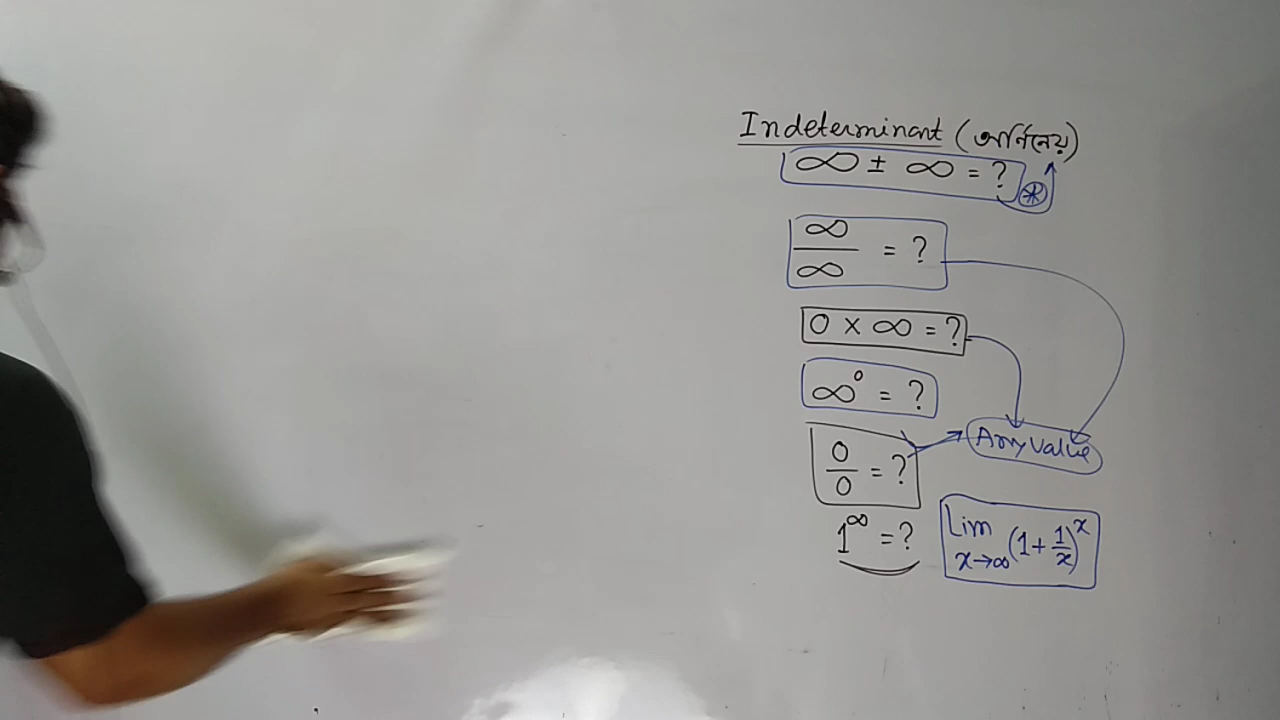 Indeterminant (অনির্নেয়)
∞ ± ∞ = ?
*
∞/∞ = ?
0 × ∞ = ?
∞⁰ = ?
Any value
0/0 = ?
1^∞ = ?
Lim x→∞ (1 + 1/x)^x